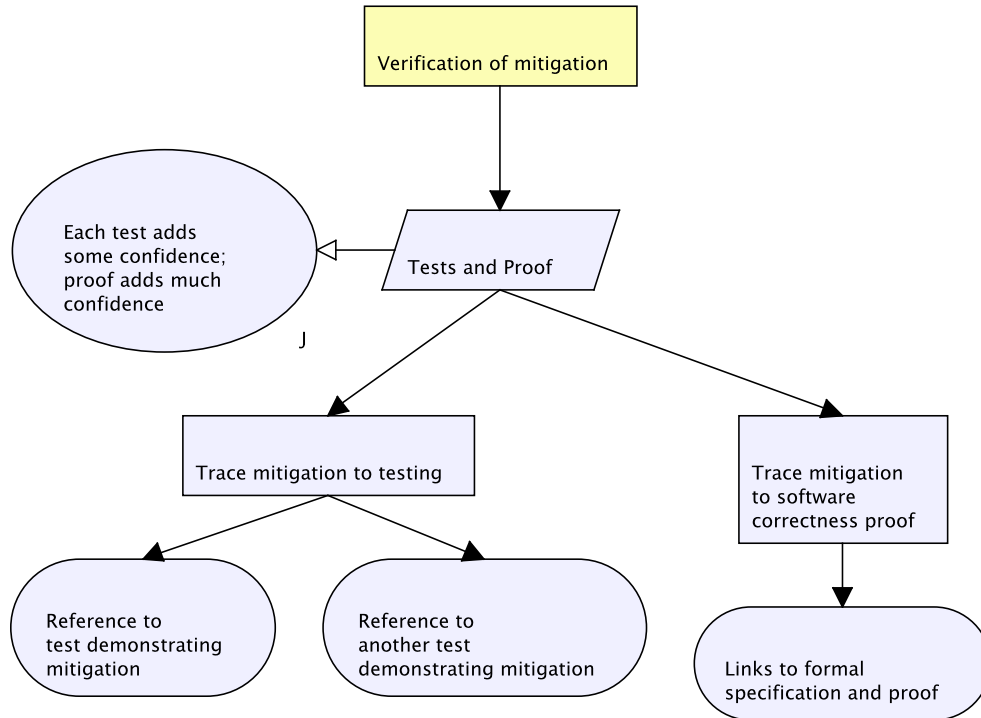 Verification of mitigation
Each test adds
some confidence;
proof adds much
confidence
J
Tests and Proof
Trace mitigation to testing
Trace mitigation
to software
correctness proof
Reference to
test demonstrating
mitigation
Reference to
another test
demonstrating mitigation
Links to formal
specification and proof